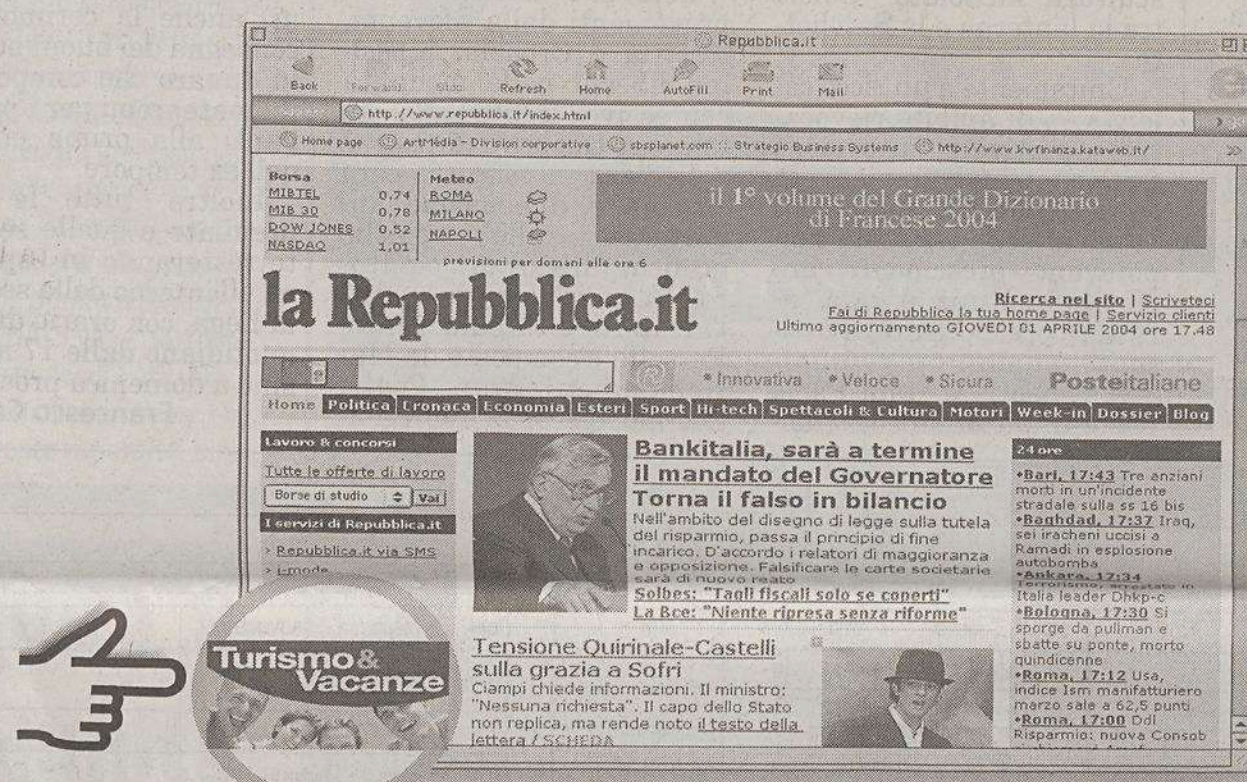 Repubblica.it
Back Forward Stop Refresh Home AutoFill Print Mail
http://www.repubblica.it/index.html
Home page ArtMédia - Division corporative sbsplanet.com :: Strategic Business Systems http://www.kwfinanza.kataweb.it/
Borsa
MIBTEL 0,74
MIB 30 0,78
DOW JONES 0,52
NASDAQ 1,01
Meteo
ROMA
MILANO
NAPOLI
previsioni per domani alle ore 6
il 1° volume del Grande Dizionario
di Francese 2004
la Repubblica.it
Ricerca nel sito | Scriveteci
Fai di Repubblica la tua home page | Servizio clienti
Ultimo aggiornamento GIOVEDI 01 APRILE 2004 ore 17.48
• Innovativa • Veloce • Sicura Posteitaliane
Home Politica Cronaca Economia Esteri Sport Hi-tech Spettacoli & Cultura Motori Week-in Dossier Blog
Lavoro & concorsi
Tutte le offerte di lavoro
Borse di studio Vai
I servizi di Repubblica.it
> Repubblica.it via SMS
> i-mode
Turismo &
Vacanze
Bankitalia, sarà a termine
il mandato del Governatore
Torna il falso in bilancio
Nell'ambito del disegno di legge sulla tutela
del risparmio, passa il principio di fine
incarico. D'accordo i relatori di maggioranza
e opposizione. Falsificare le carte societarie
sarà di nuovo reato
Solbes: "Tagli fiscali solo se coperti"
La Bce: "Niente ripresa senza riforme"
Tensione Quirinale-Castelli
sulla grazia a Sofri
Ciampi chiede informazioni. Il ministro:
"Nessuna richiesta". Il capo dello Stato
non replica, ma rende noto il testo della
lettera / SCHEDA
24 ore
•Bari, 17:43 Tre anziani
morti in un'incidente
stradale sulla ss 16 bis
•Baghdad, 17:37 Iraq,
sei iracheni uccisi a
Ramadi in esplosione
autobomba
•Ankara, 17:34
Terrorismo, arrestato in
Italia leader Dhkp-c
•Bologna, 17:30 Si
sporge da pullman e
sbatte su ponte, morto
quindicenne
•Roma, 17:12 Usa,
indice Ism manifatturiero
marzo sale a 62,5 punti
•Roma, 17:00 Ddl
Risparmio: nuova Consob